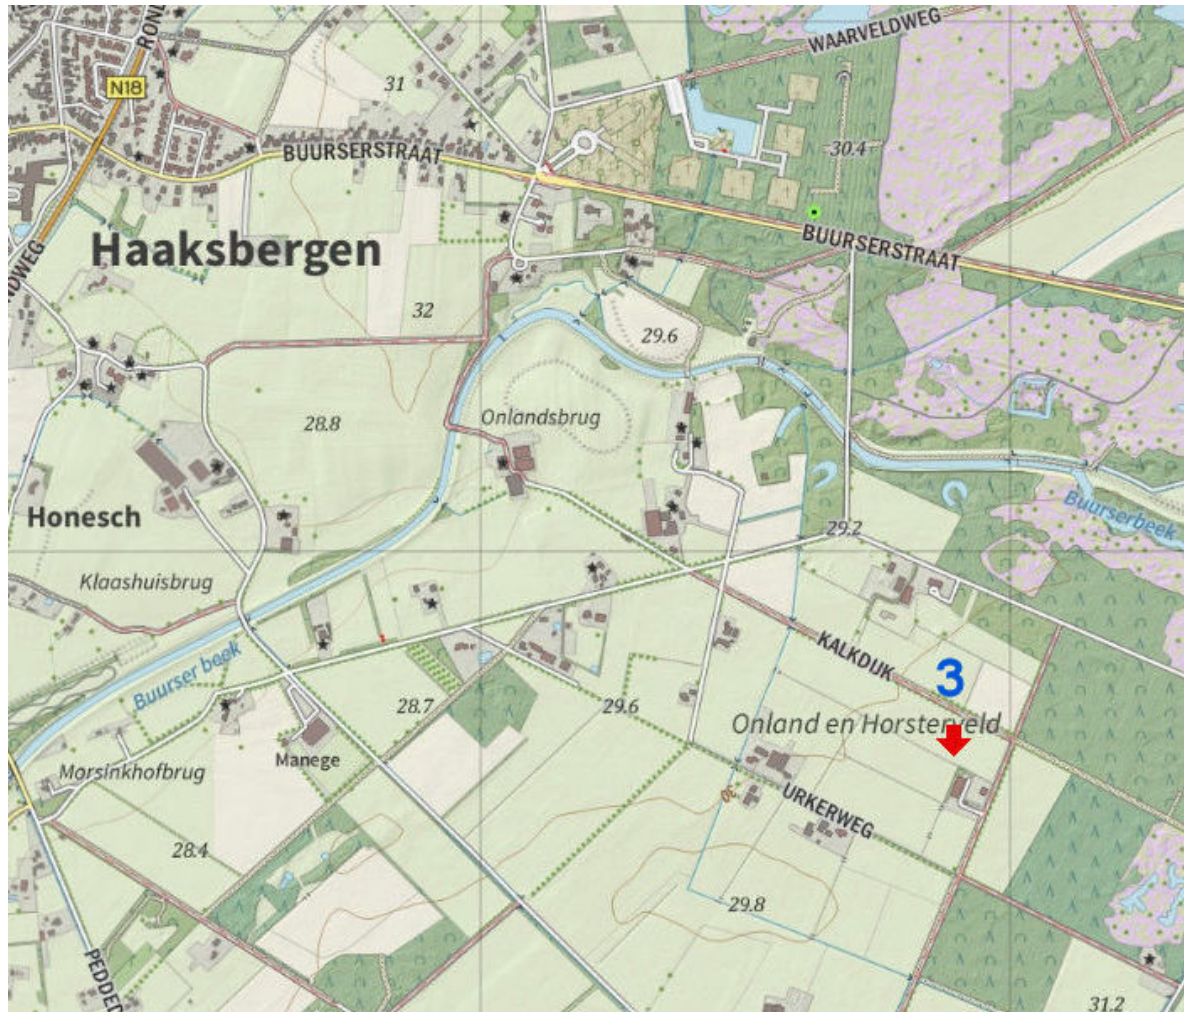 WAARVELDWEG
ROND
N18
31
BUURSERSTRAAT
30.4
Haaksbergen
BUURSERSTRAAT
NDWEG
32
29.6
Onlandsbrug
28.8
Honesch
29.2
Buurserbeek
Klaashuisbrug
KALKDIJK
Buurser beek
3
28.7
29.6
Onland en Horsterveld
Manege
Morsinkhofbrug
URKERWEG
28.4
29.8
PEDDED
31.2